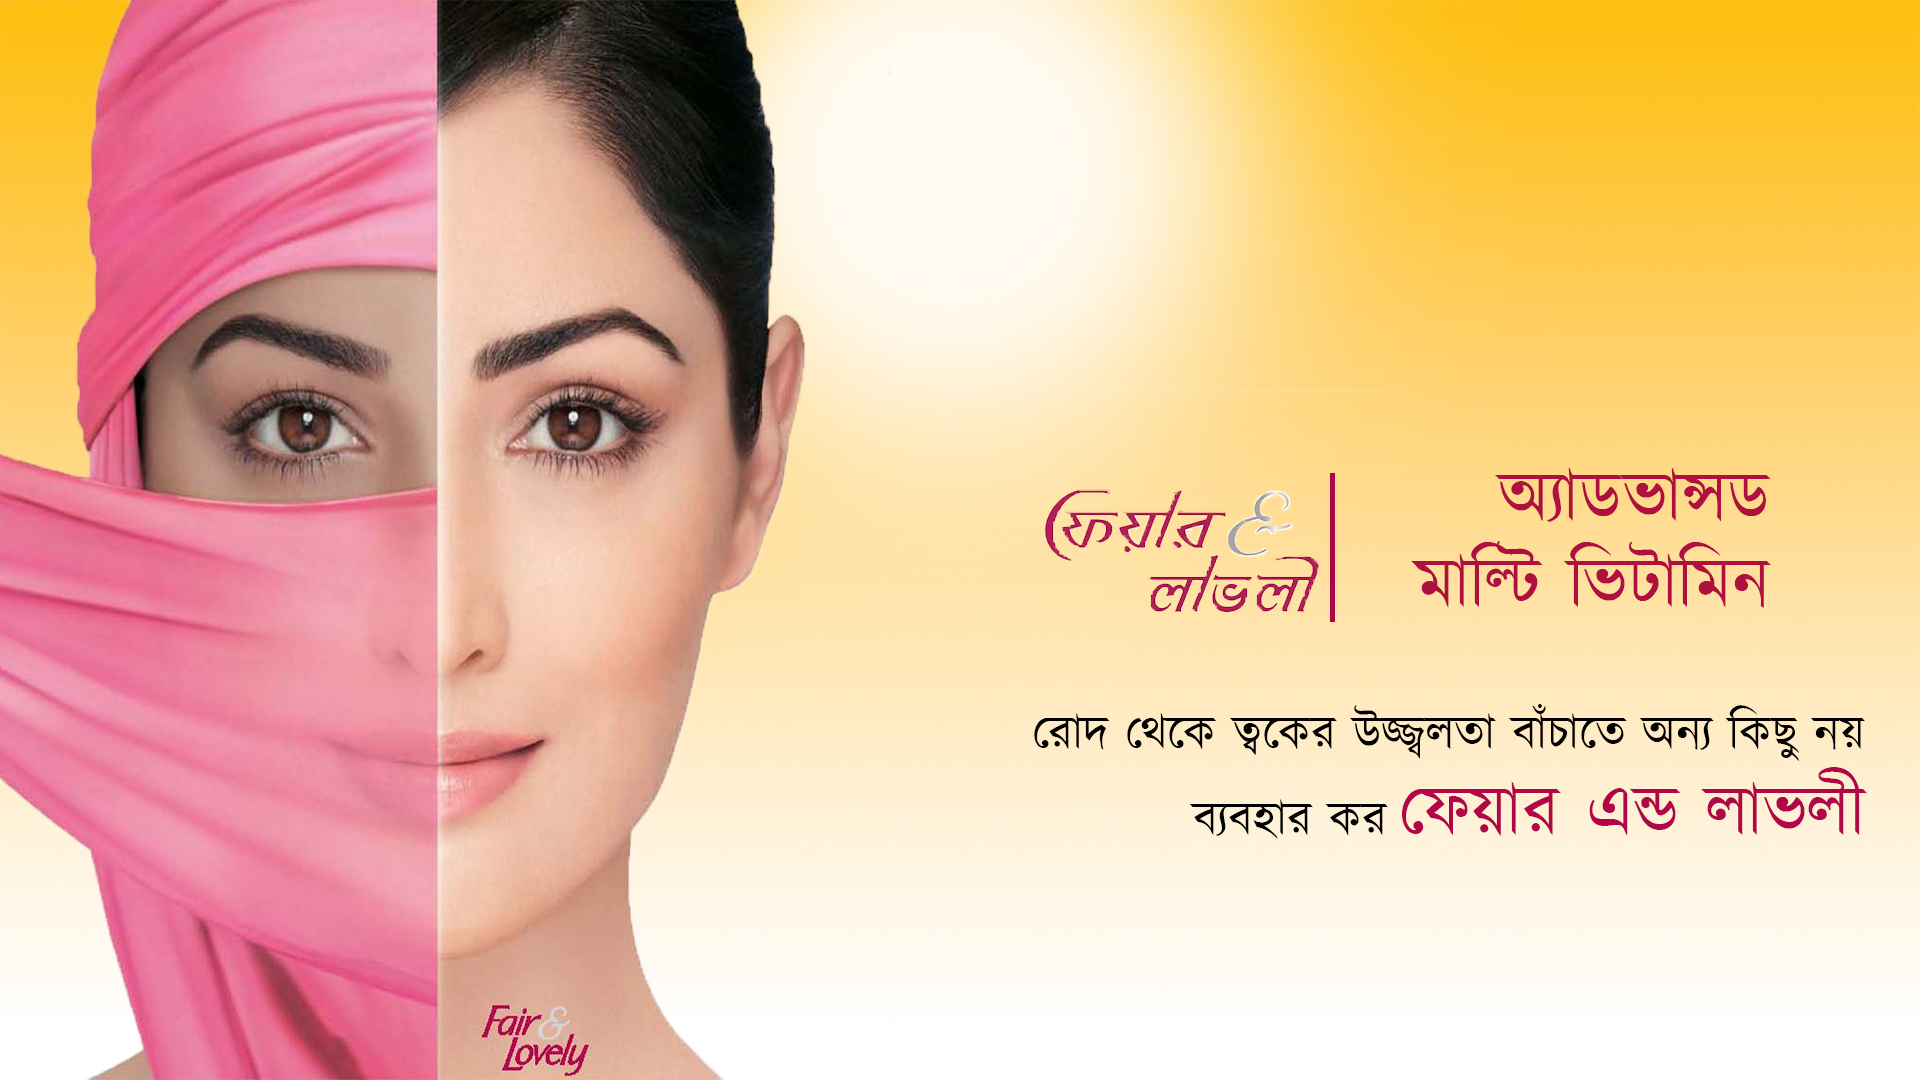 ফেয়ার &
লাভলী
অ্যাডভান্সড
মাল্টি ভিটামিন
রোদ থেকে ত্বকের উজ্জ্বলতা বাঁচাতে অন্য কিছু নয়
ব্যবহার কর ফেয়ার এন্ড লাভলী
Fair &
Lovely